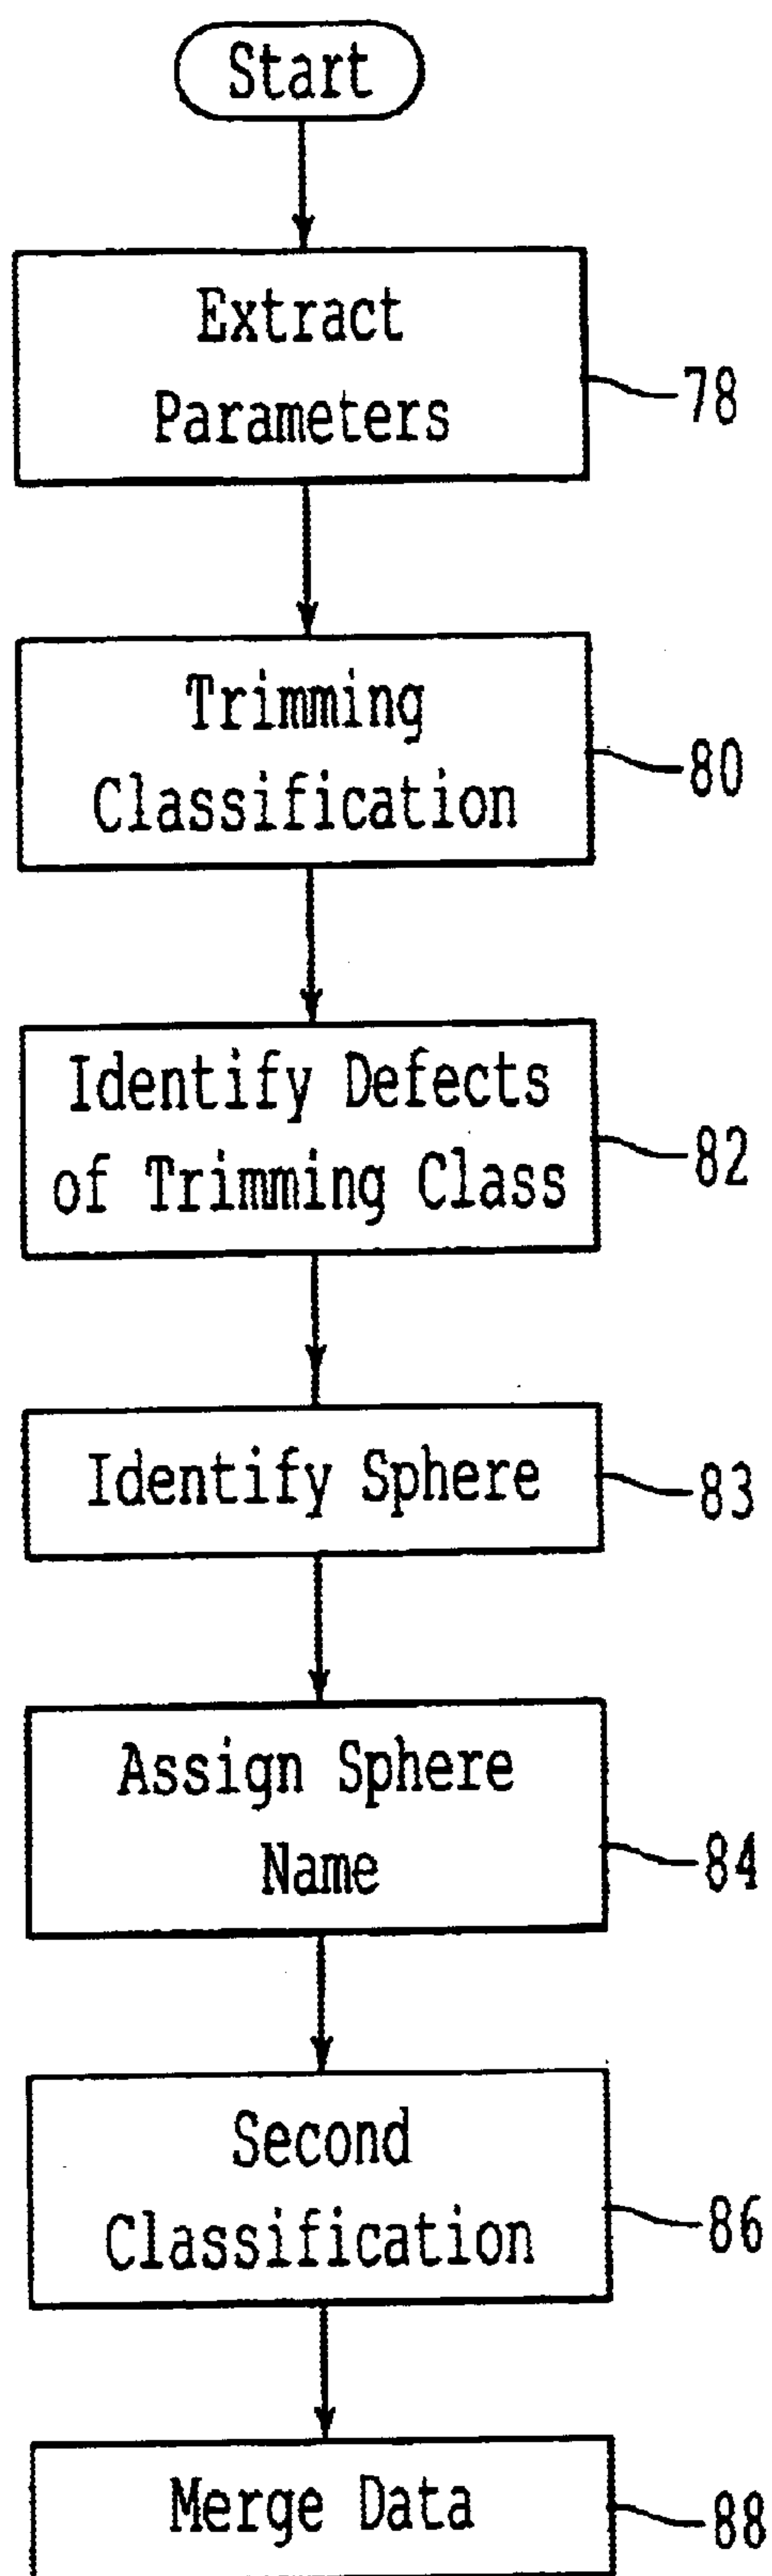 Start
Extract
Parameters
78
Trimming
Classification
80
Identify Defects
of Trimming Class
82
Identify Sphere
83
Assign Sphere
Name
84
Second
Classification
86
Merge Data
88